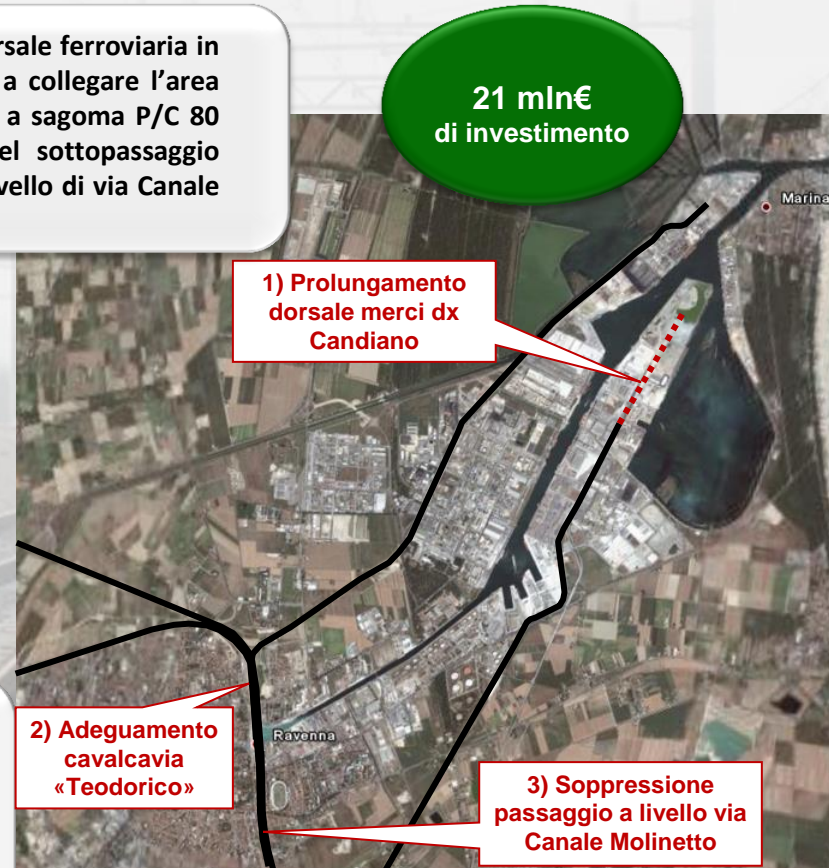 rsale ferroviaria in
a collegare l’area
a sagoma P/C 80
el sottopassaggio
vello di via Canale
21 mln€
di investimento
Marina
1) Prolungamento
dorsale merci dx
Candiano
2) Adeguamento
cavalcavia
«Teodorico»
Ravenna
3) Soppressione
passaggio a livello via
Canale Molinetto